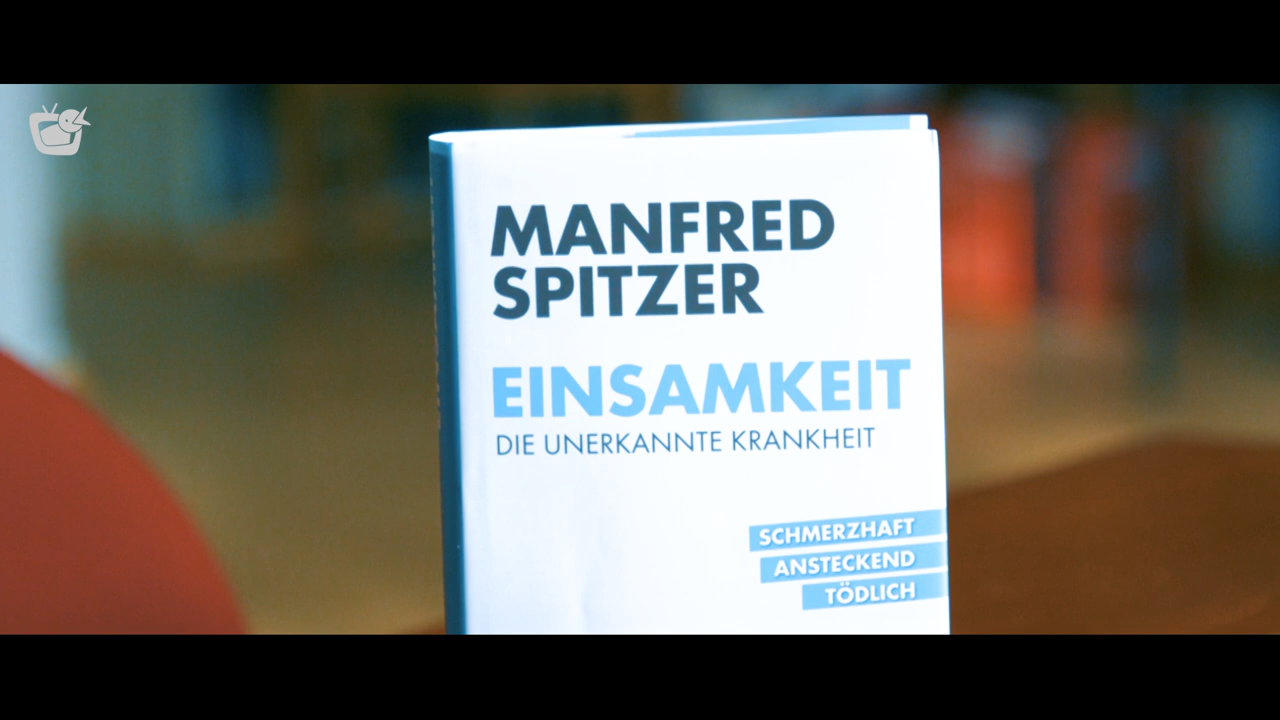 MANFRED
SPITZER
EINSAMKEIT
DIE UNERKANNTE KRANKHEIT
SCHMERZHAFT
ANSTECKEND
TÖDLICH